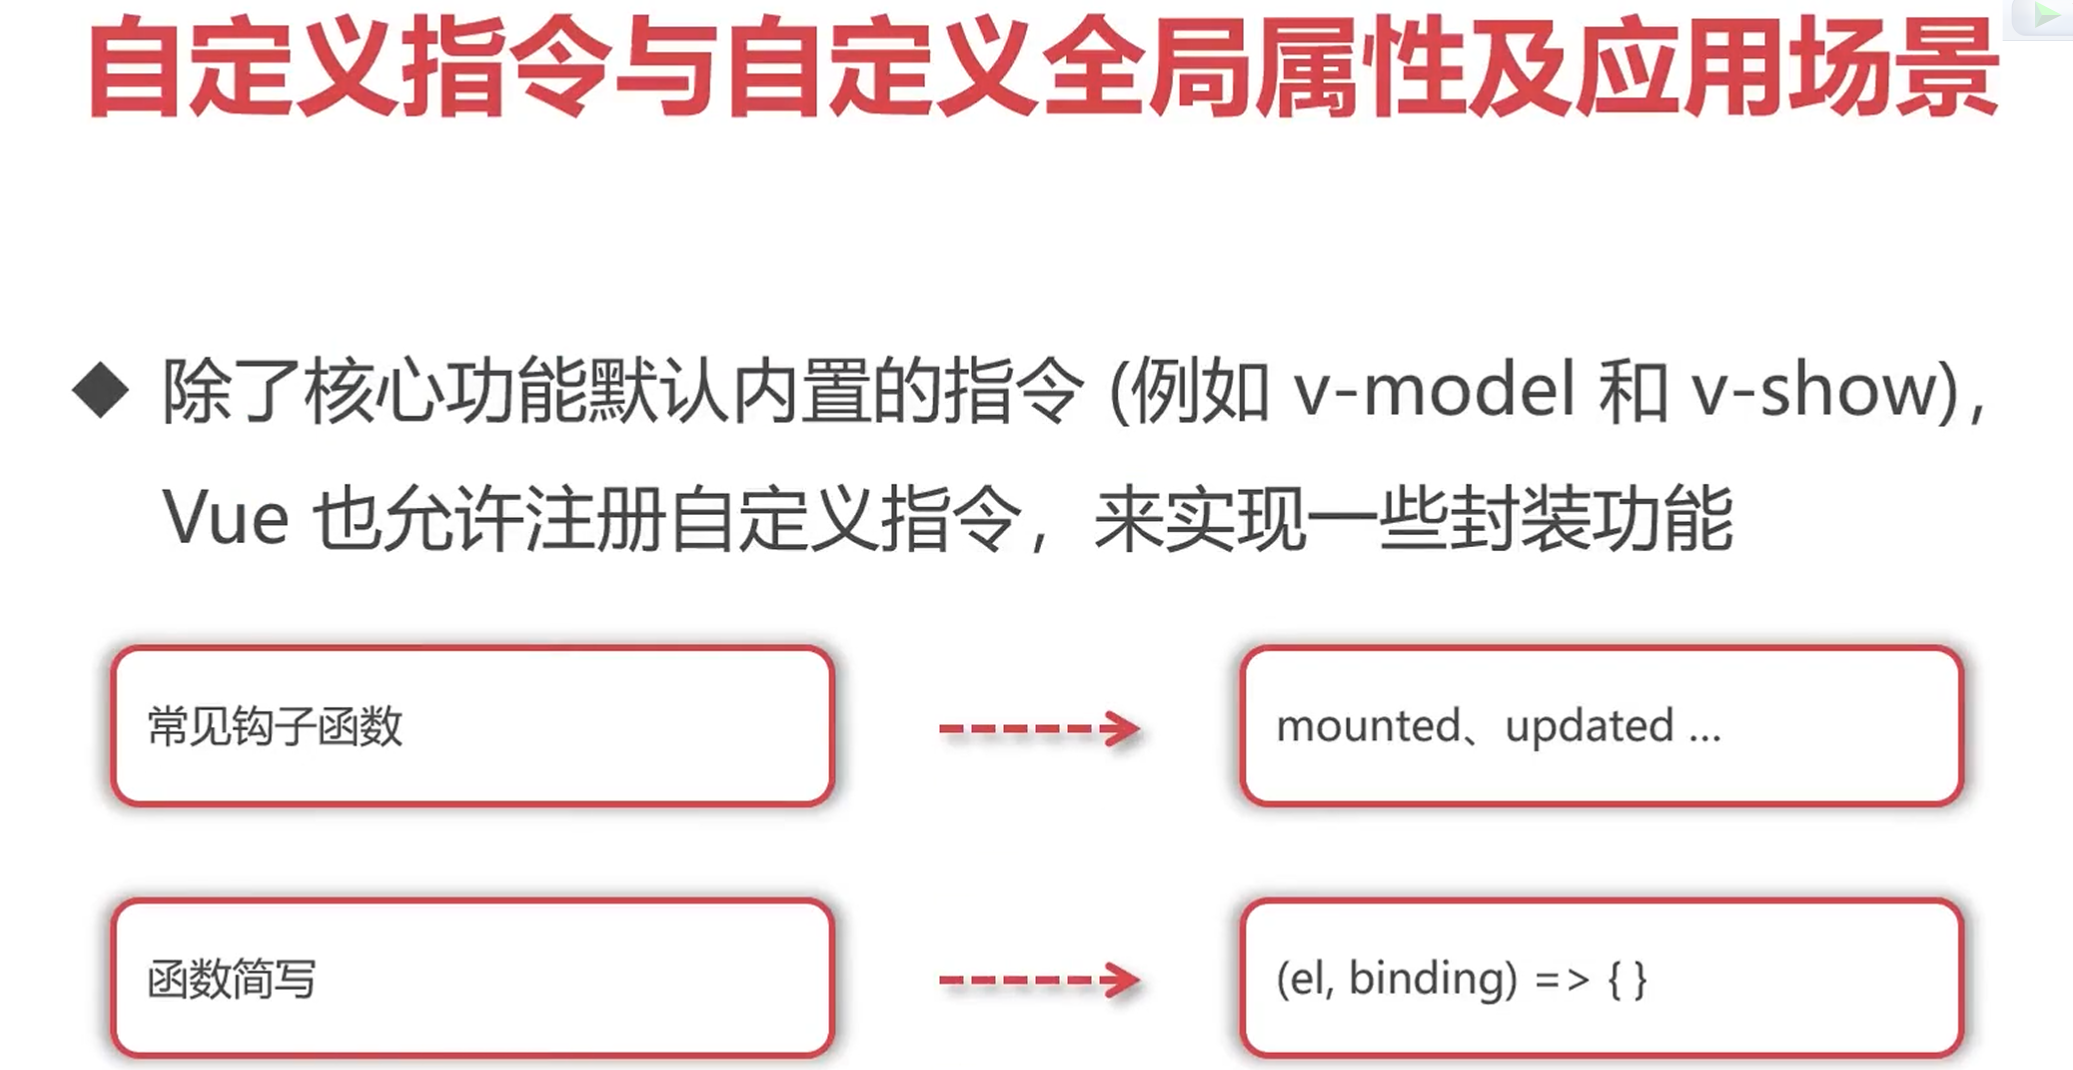 自定义指令与自定义全局属性及应用场景
除了核心功能默认内置的指令 (例如 v-model 和 v-show)，
Vue 也允许注册自定义指令，来实现一些封装功能
常见钩子函数
mounted、updated ...
函数简写
(el, binding) => { }